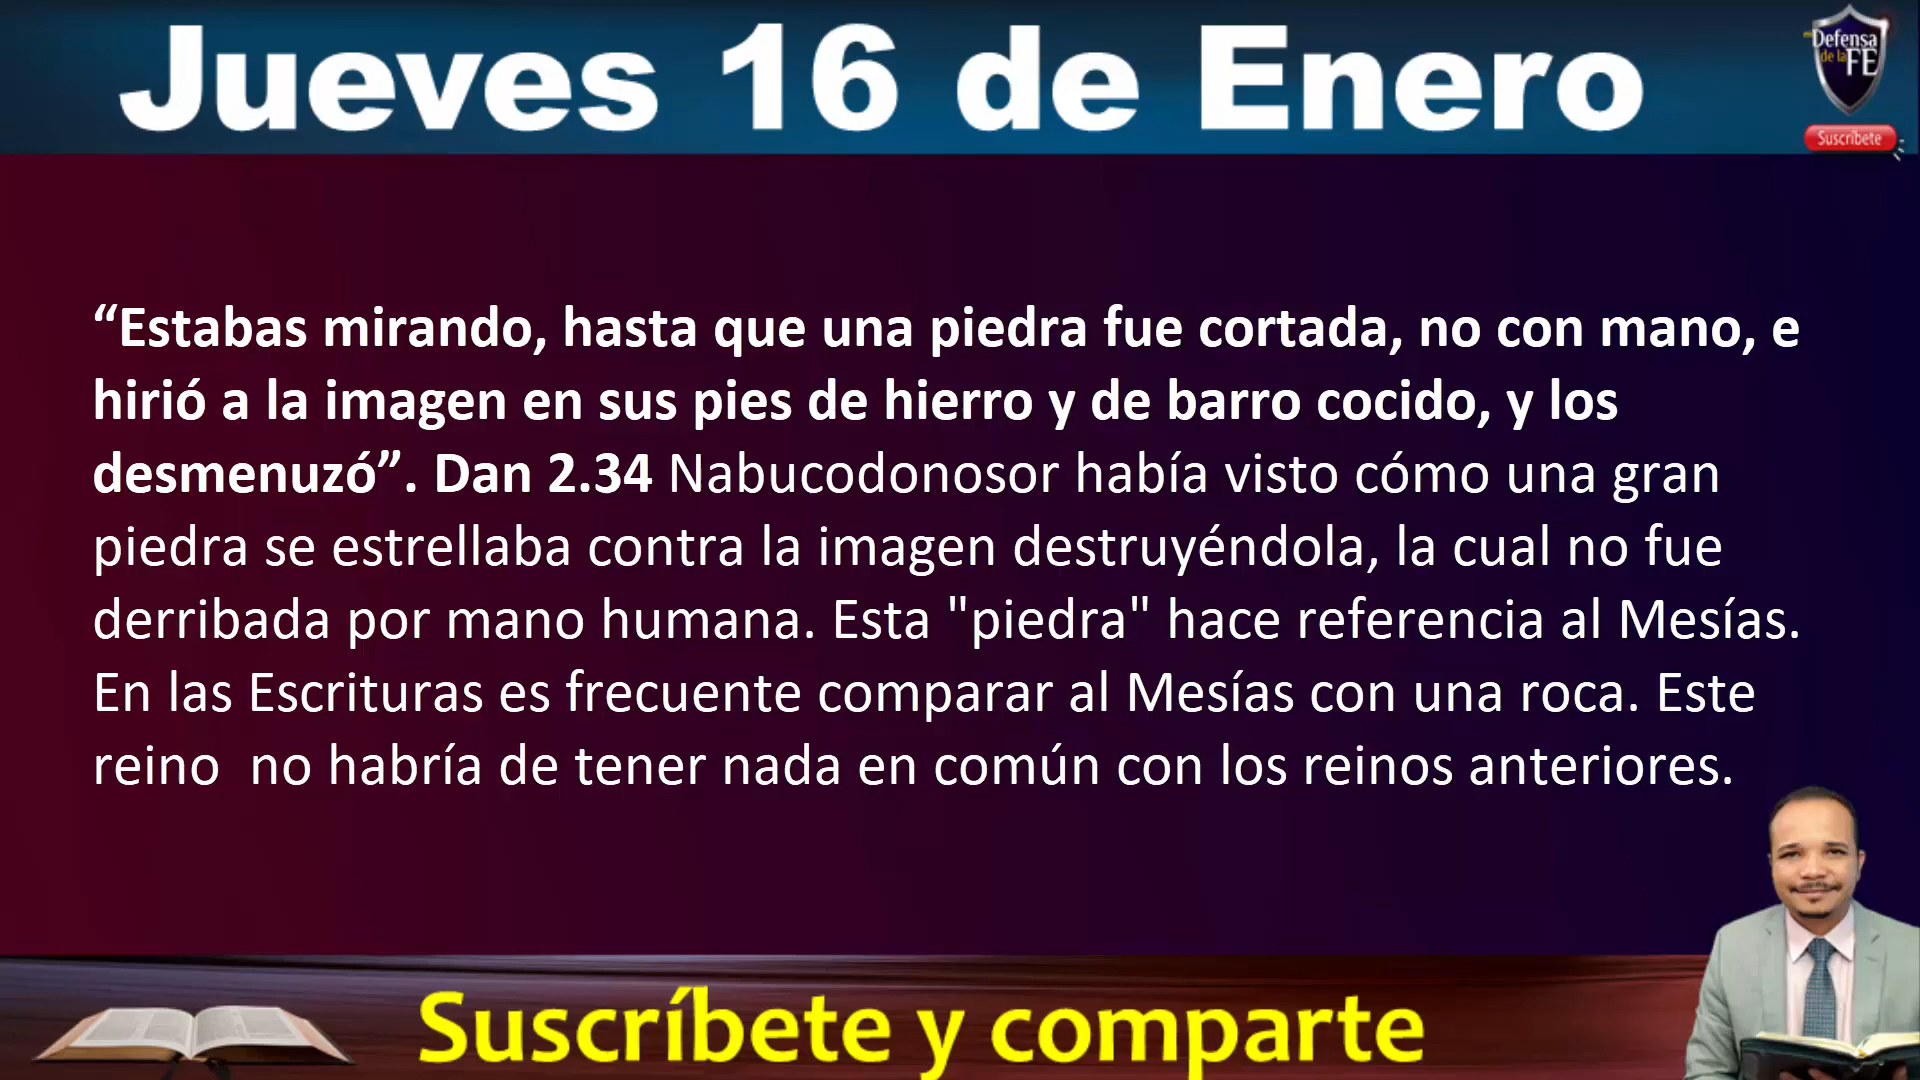 Jueves 16 de Enero
Defensa
de la FE
Suscríbete
“Estabas mirando, hasta que una piedra fue cortada, no con mano, e
hirió a la imagen en sus pies de hierro y de barro cocido, y los
desmenuzó”. Dan 2.34 Nabucodonosor había visto cómo una gran
piedra se estrellaba contra la imagen destruyéndola, la cual no fue
derribada por mano humana. Esta "piedra" hace referencia al Mesías.
En las Escrituras es frecuente comparar al Mesías con una roca. Este
reino  no habría de tener nada en común con los reinos anteriores.
Suscríbete y comparte